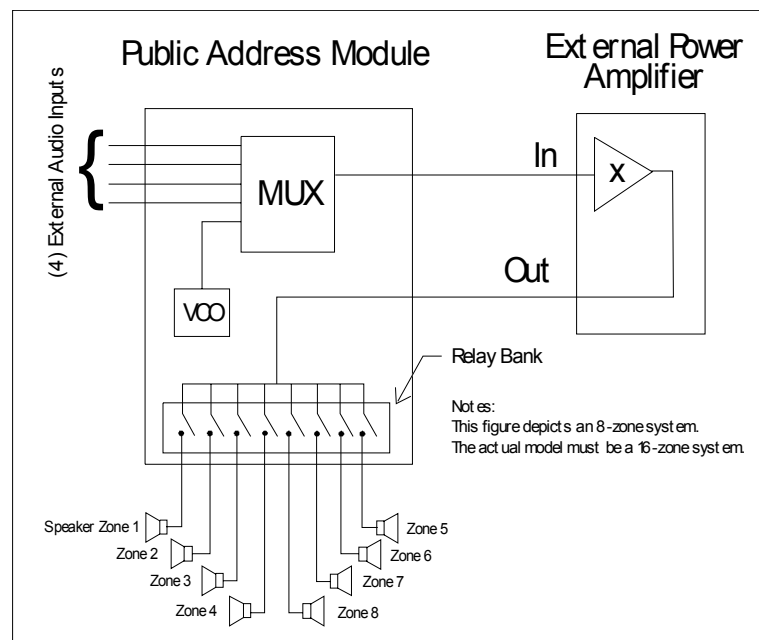 Public Address Module
External Power
Amplifier
(4) External Audio Inputs
{
MUX
In
x
VCO
Out
Relay Bank
Notes:
This figure depicts an 8-zone system.
The actual model must be a 16-zone system.
Speaker Zone 1
Zone 2
Zone 3
Zone 4
Zone 5
Zone 6
Zone 7
Zone 8